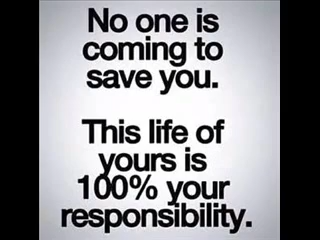 No one is
coming to
save you.
This life of
yours is
100% your
responsibility.